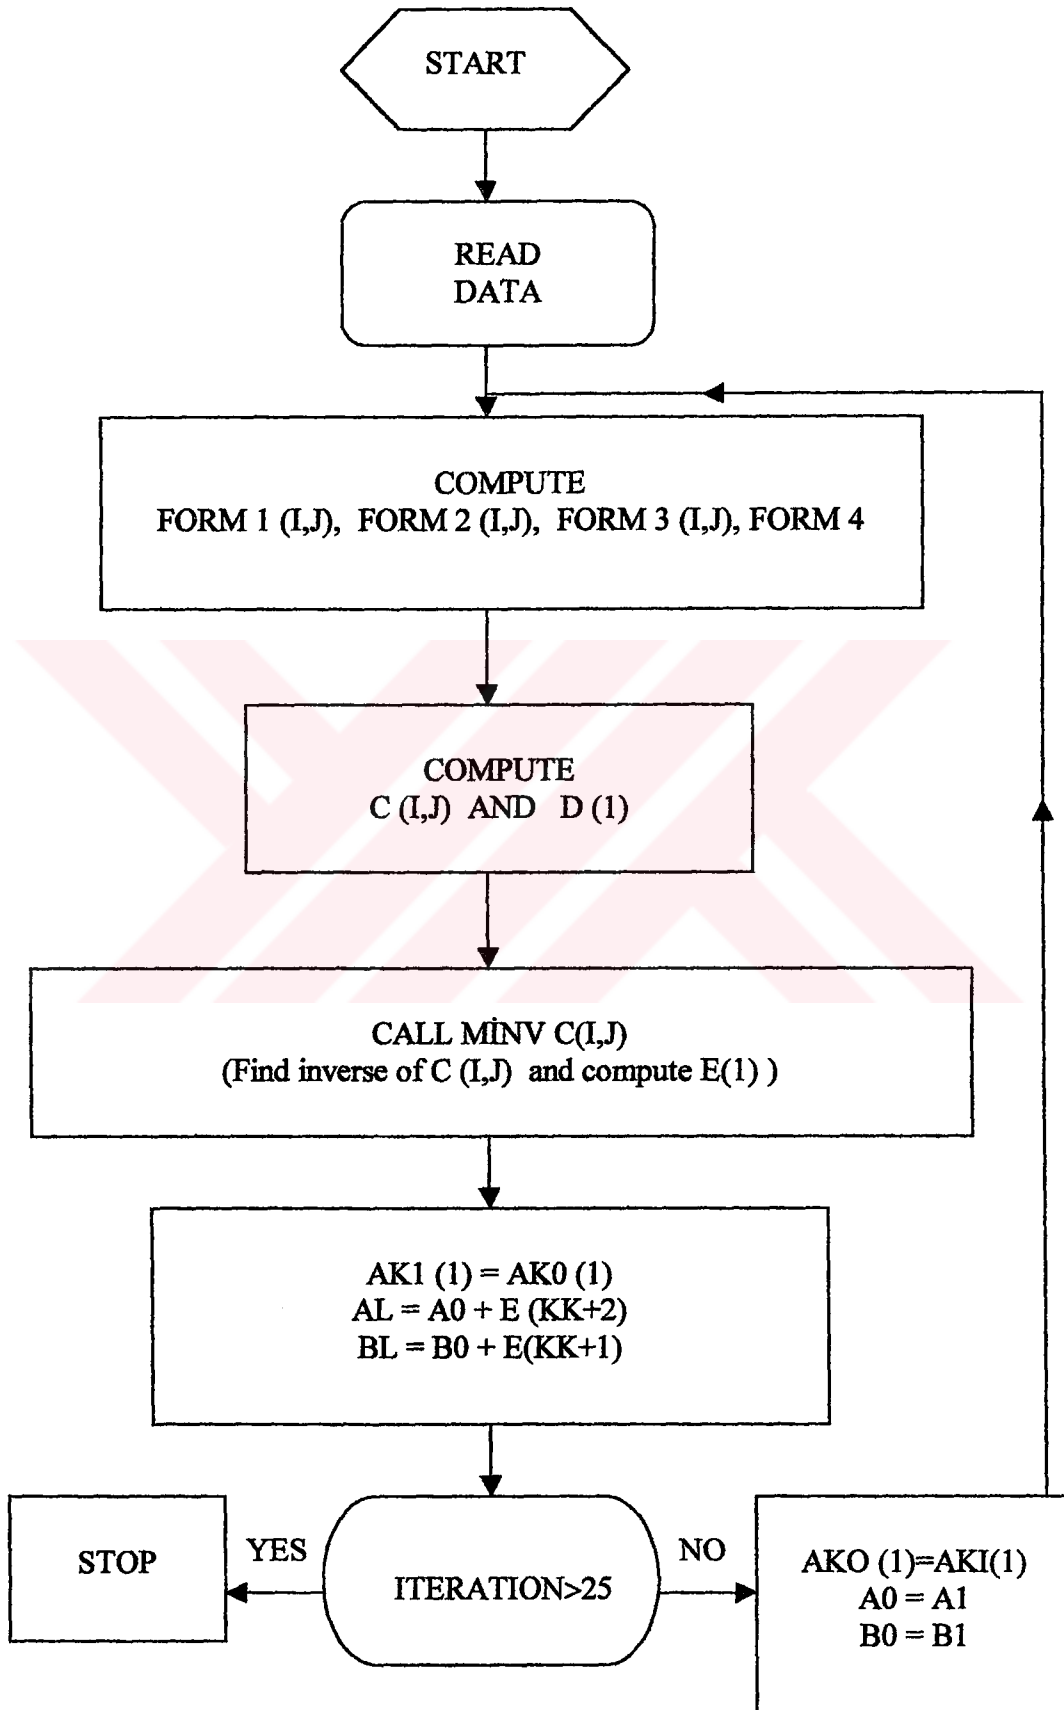 START
READ
DATA
COMPUTE
FORM 1 (I,J), FORM 2 (I,J), FORM 3 (I,J), FORM 4
COMPUTE
C (I,J) AND D (1)
CALL MİNV C(I,J)
(Find inverse of C (I,J) and compute E(1) )
AK1 (1) = AK0 (1)
AL = A0 + E (KK+2)
BL = B0 + E(KK+1)
STOP
YES
ITERATION>25
NO
AKO (1)=AKI(1)
A0 = A1
B0 = B1